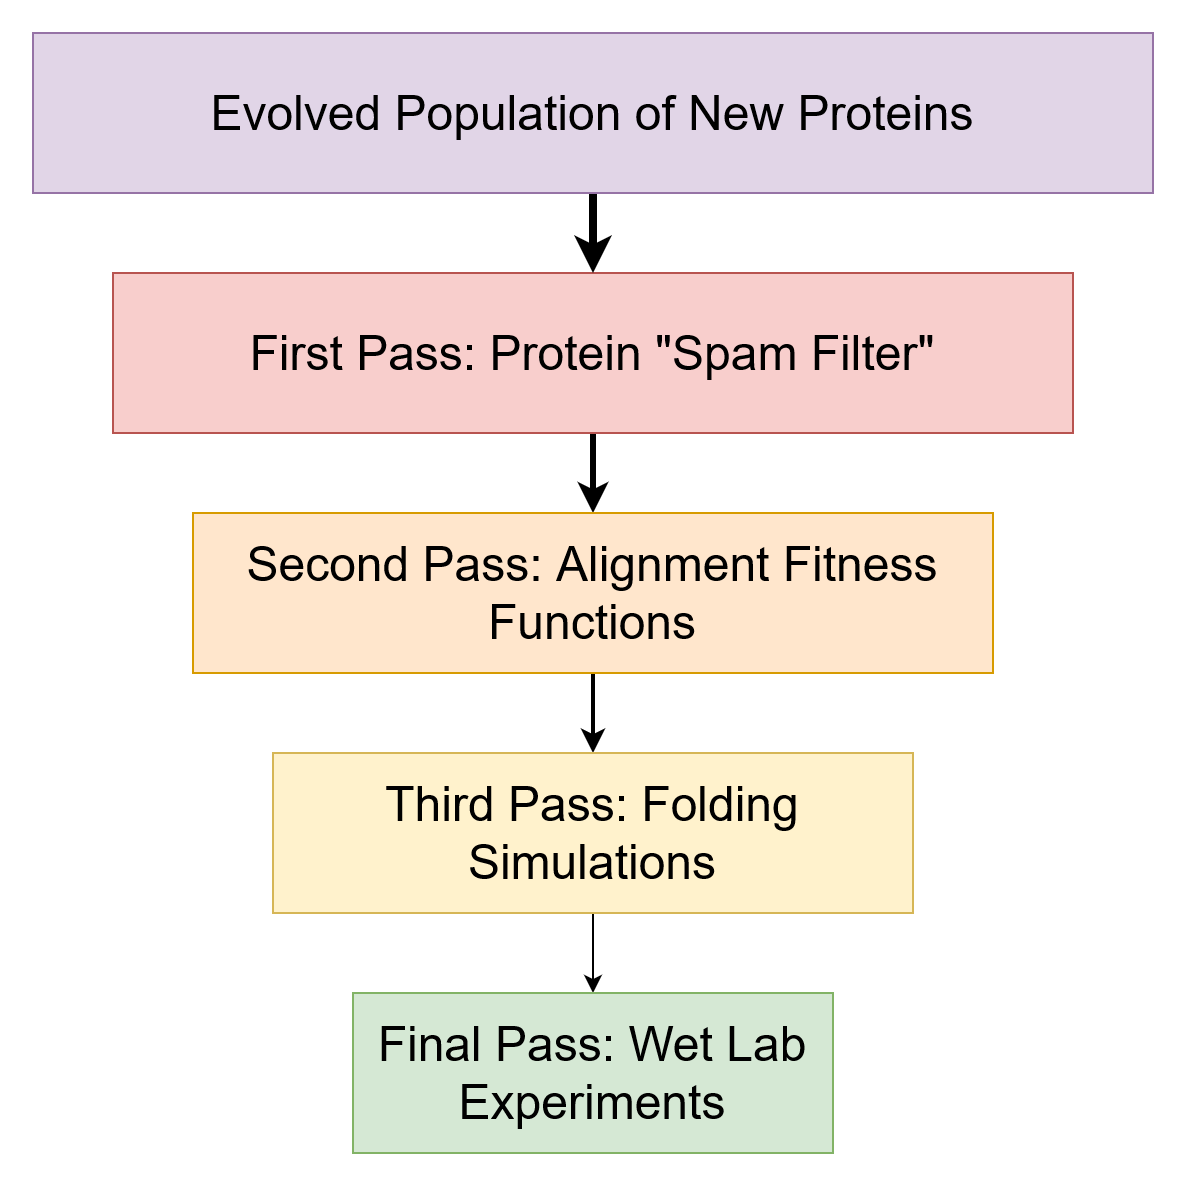 Evolved Population of New Proteins
First Pass: Protein "Spam Filter"
Second Pass: Alignment Fitness
Functions
Third Pass: Folding
Simulations
Final Pass: Wet Lab
Experiments